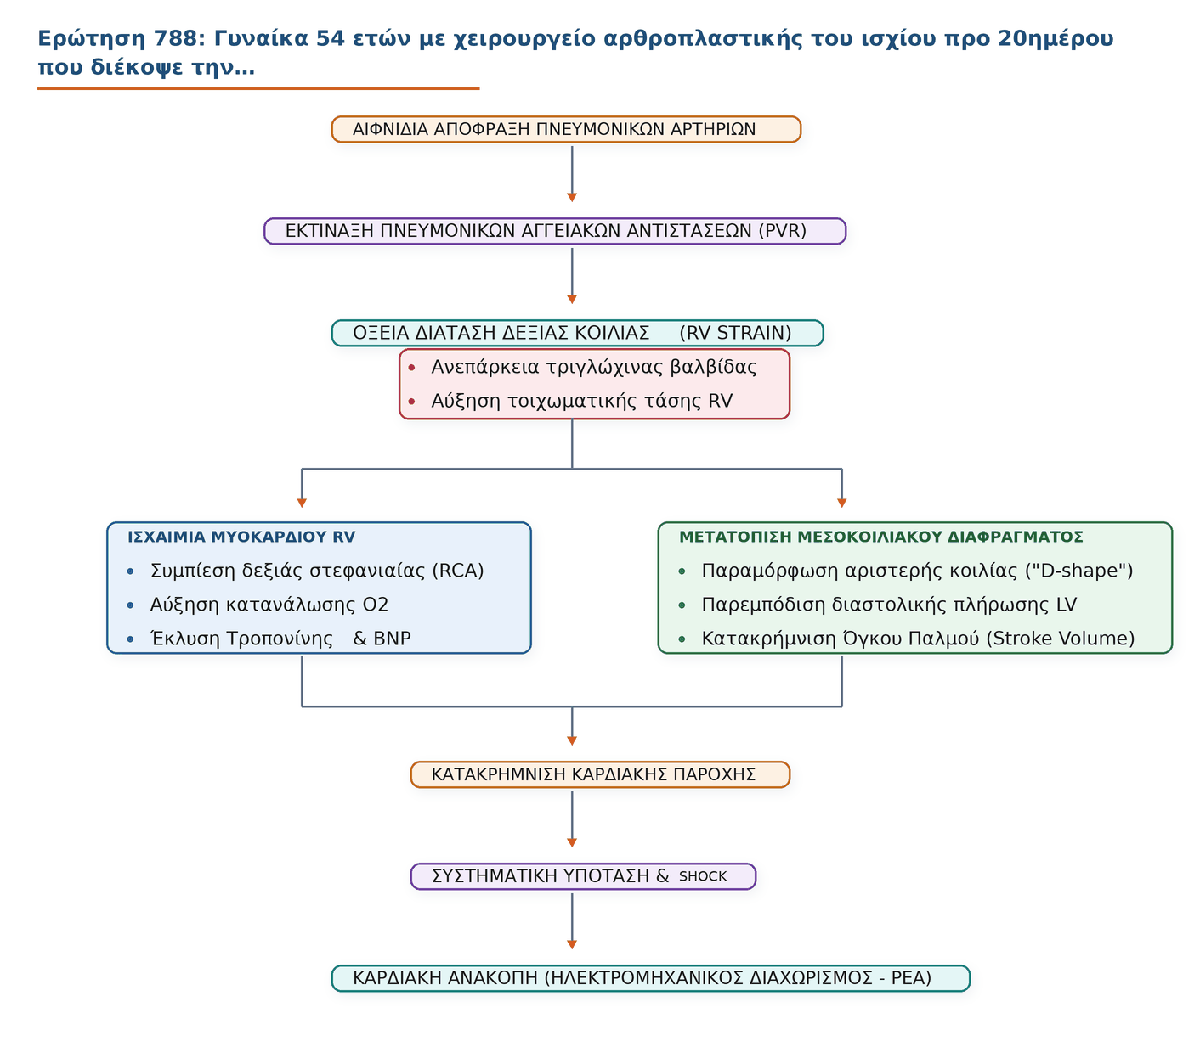 Ερώτηση 788: Γυναίκα 54 ετών με χειρουργείο αρθροπλαστικής του ισχίου προ 20ημέρου
που διέκοψε την...
ΑΙΦΝΙΔΙΑ ΑΠΟΦΡΑΞΗ ΠΝΕΥΜΟΝΙΚΩΝ ΑΡΤΗΡΙΩΝ
ΕΚΤΙΝΑΞΗ ΠΝΕΥΜΟΝΙΚΩΝ ΑΓΓΕΙΑΚΩΝ ΑΝΤΙΣΤΑΣΕΩΝ (PVR)
ΟΞΕΙΑ ΔΙΑΤΑΣΗ ΔΕΞΙΑΣ ΚΟΙΛΙΑΣ (RV STRAIN)
• Ανεπάρκεια τριγλώχινας βαλβίδας
• Αύξηση τοιχωματικής τάσης RV
ΙΣΧΑΙΜΙΑ ΜΥΟΚΑΡΔΙΟΥ RV
• Συμπίεση δεξιάς στεφανιαίας (RCA)
• Αύξηση κατανάλωσης O2
• Έκλυση Τροπονίνης & BNP
ΜΕΤΑΤΟΠΙΣΗ ΜΕΣΟΚΟΙΛΙΑΚΟΥ ΔΙΑΦΡΑΓΜΑΤΟΣ
• Παραμόρφωση αριστερής κοιλίας ("D-shape")
• Παρεμπόδιση διαστολικής πλήρωσης LV
• Κατακρήμνιση Όγκου Παλμού (Stroke Volume)
ΚΑΤΑΚΡΗΜΝΙΣΗ ΚΑΡΔΙΑΚΗΣ ΠΑΡΟΧΗΣ
ΣΥΣΤΗΜΑΤΙΚΗ ΥΠΟΤΑΣΗ & SHOCK
ΚΑΡΔΙΑΚΗ ΑΝΑΚΟΠΗ (ΗΛΕΚΤΡΟΜΗΧΑΝΙΚΟΣ ΔΙΑΧΩΡΙΣΜΟΣ - PEA)